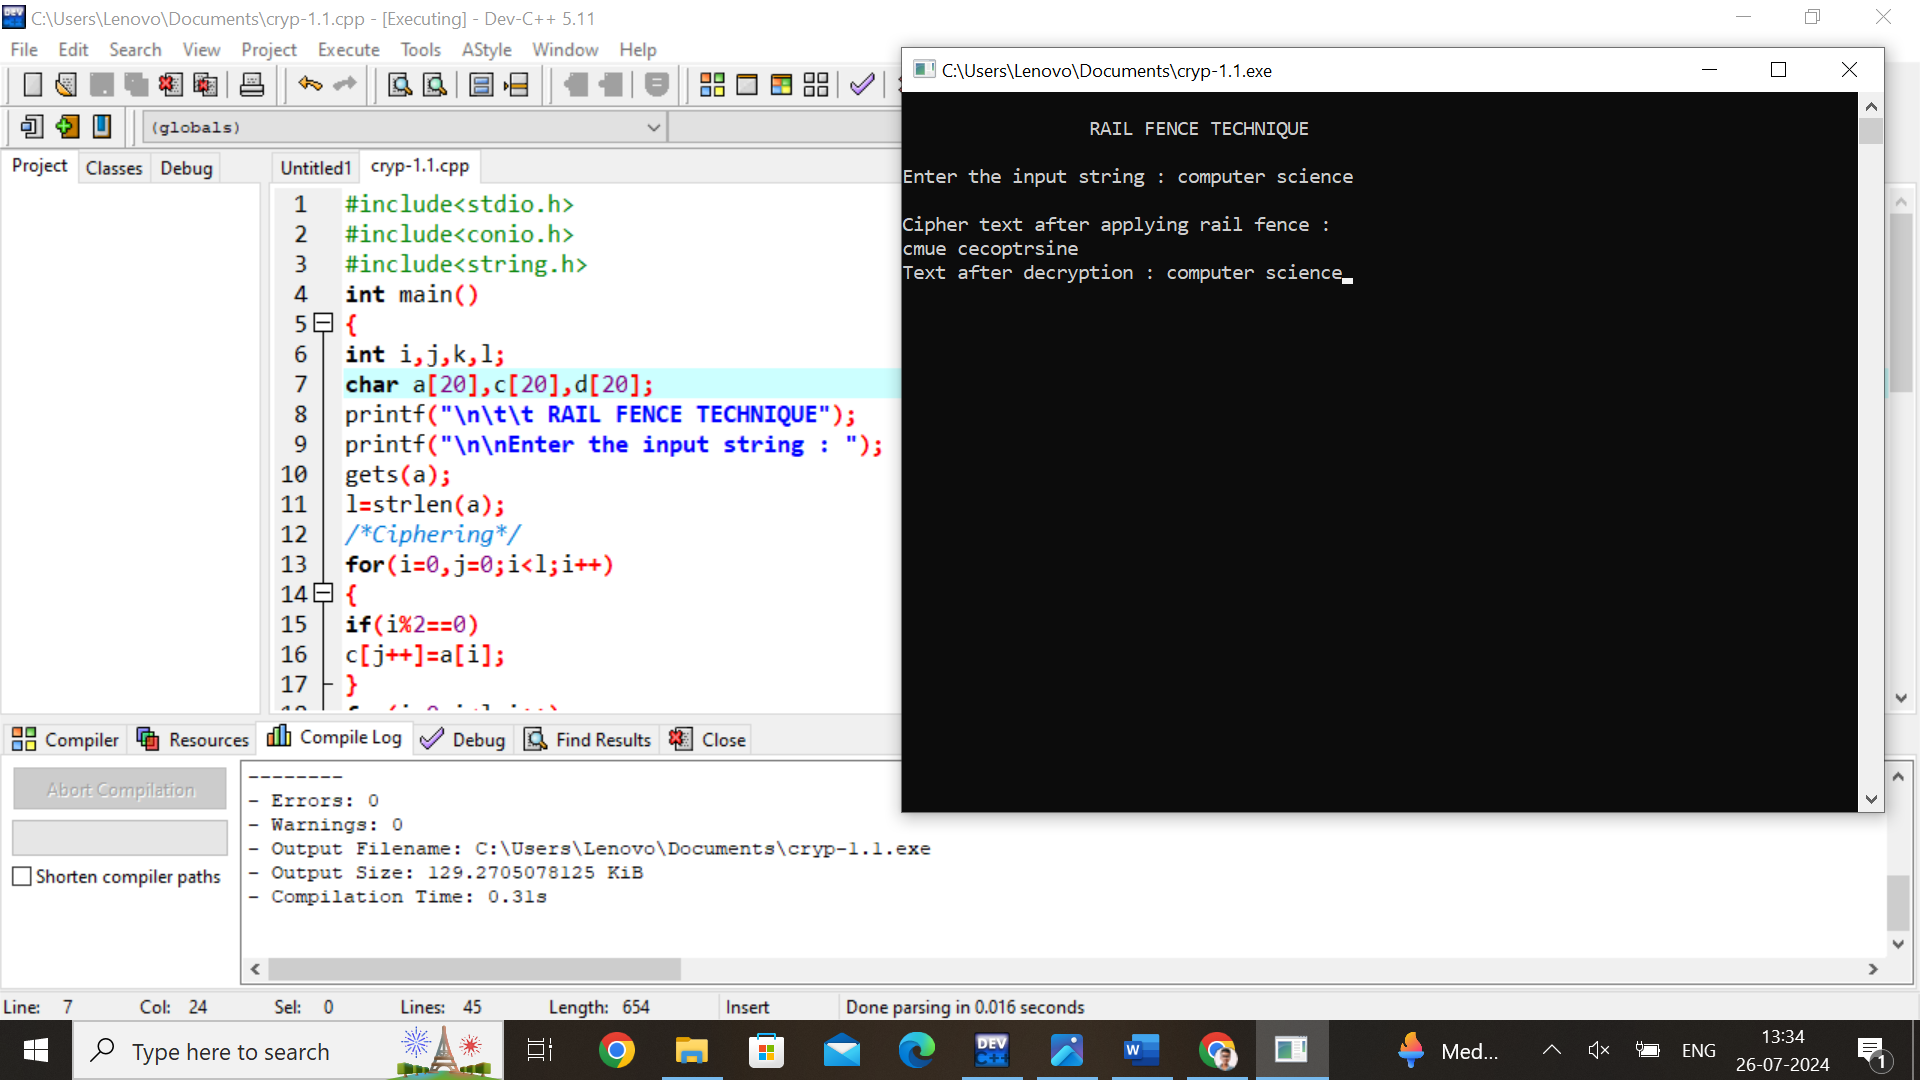 C:\Users\Lenovo\Documents\cryp-1.1.cpp - [Executing] - Dev-C++ 5.11
File Edit Search View Project Execute Tools AStyle Window Help
(globals)
Project Classes Debug
Untitled1 cryp-1.1.cpp
1 #include<stdio.h>
2 #include<conio.h>
3 #include<string.h>
4 int main()
5 {
6 int i,j,k,l;
7 char a[20],c[20],d[20];
8 printf("\n\t\t RAIL FENCE TECHNIQUE");
9 printf("\n\nEnter the input string : ");
10 gets(a);
11 l=strlen(a);
12 /*Ciphering*/
13 for(i=0,j=0;i<l;i++)
14 {
15 if(i%2==0)
16 c[j++]=a[i];
17 }
C:\Users\Lenovo\Documents\cryp-1.1.exe
RAIL FENCE TECHNIQUE
Enter the input string : computer science
Cipher text after applying rail fence :
cmue cecoptrsine
Text after decryption : computer science
Compiler Resources Compile Log Debug Find Results Close
Abort Compilation
Shorten compiler paths
--------
- Errors: 0
- Warnings: 0
- Output Filename: C:\Users\Lenovo\Documents\cryp-1.1.exe
- Output Size: 129.2705078125 KiB
- Compilation Time: 0.31s
Line: 7 Col: 24 Sel: 0 Lines: 45 Length: 654 Insert Done parsing in 0.016 seconds
Type here to search
DEV C++
W
Med...
ENG
13:34
26-07-2024
1